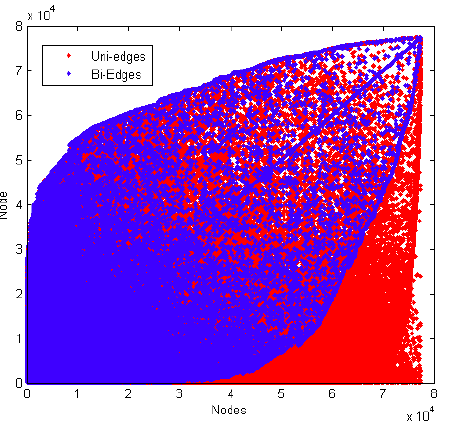 x 10^4
8
7
6
5
4
3
2
1
0
Node
Uni-edges
Bi-Edges
0 1 2 3 4 5 6 7 8
Nodes
x 10^4